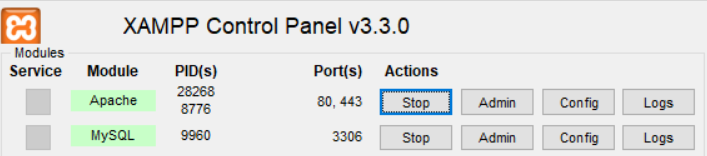 XAMPP Control Panel v3.3.0
Modules
Service Module PID(s) Port(s) Actions
Apache 28268 8776 80, 443 Stop Admin Config Logs
MySQL 9960 3306 Stop Admin Config Logs